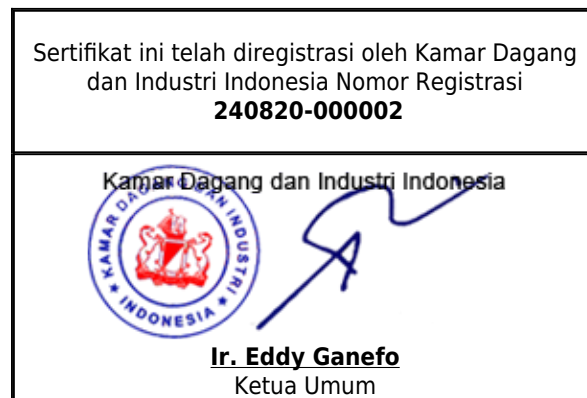 Sertifikat ini telah diregistrasi oleh Kamar Dagang
dan Industri Indonesia Nomor Registrasi
240820-000002
Kamar Dagang dan Industri Indonesia
KAMAR DAGANG DAN INDUSTRI
INDONESIA
Ir. Eddy Ganefo
Ketua Umum